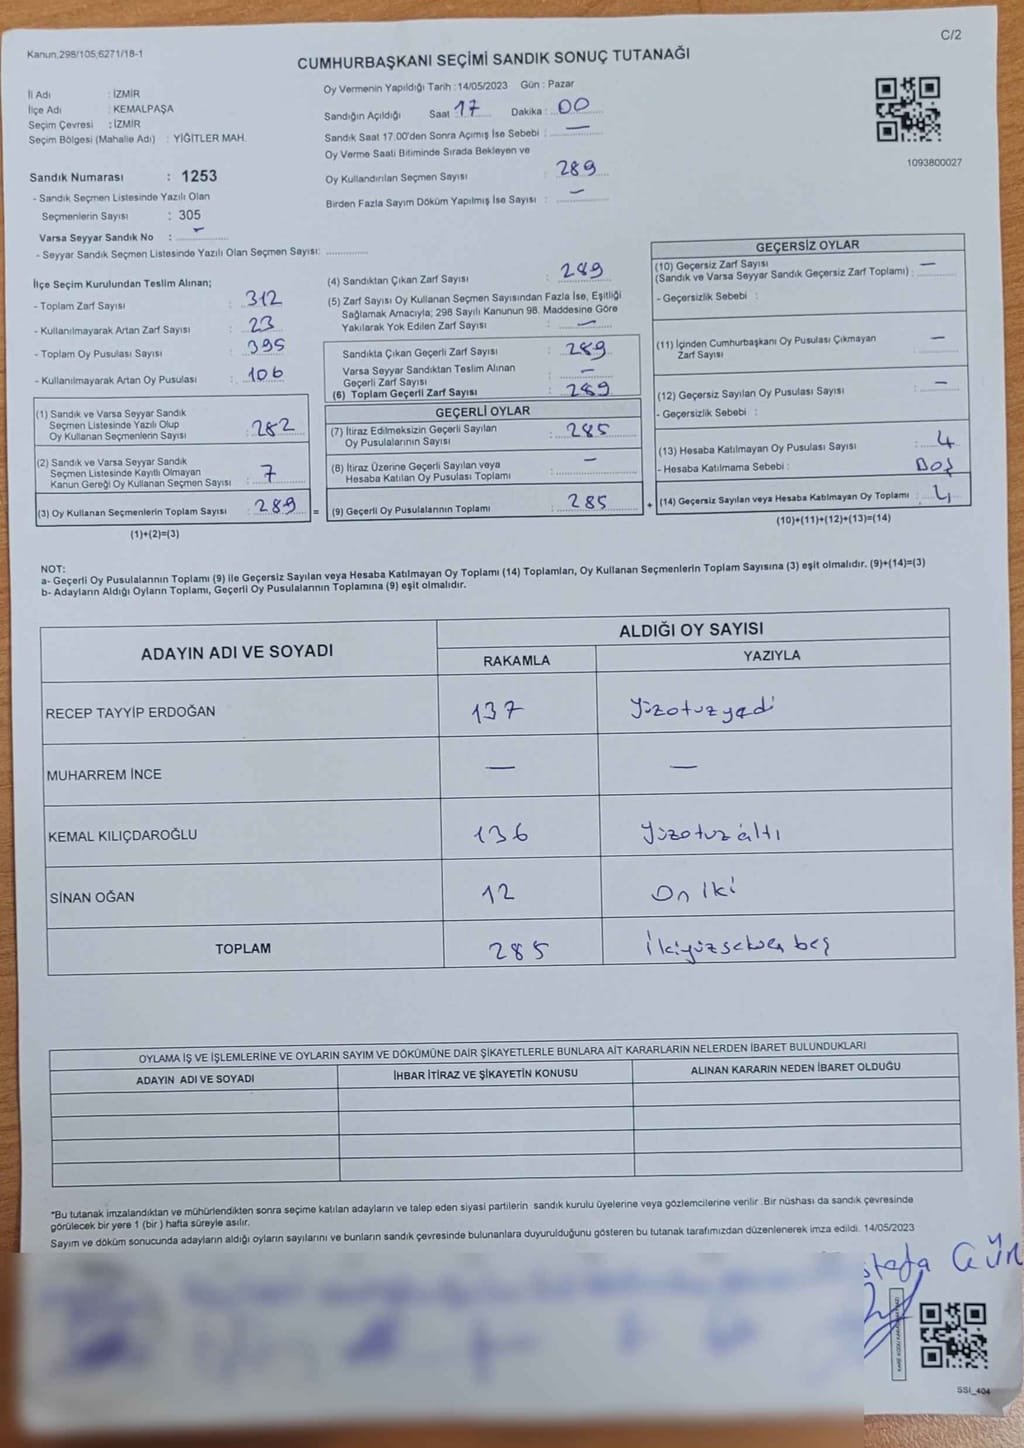 Kanun,298/105,6271/18-1
C/2
CUMHURBAŞKANI SEÇİMİ SANDIK SONUÇ TUTANAĞI
İl Adı : İZMİR
İlçe Adı : KEMALPAŞA
Seçim Çevresi : İZMİR
Seçim Bölgesi (Mahalle Adı) : YİĞİTLER MAH.
Sandık Numarası : 1253
- Sandık Seçmen Listesinde Yazılı Olan
Seçmenlerin Sayısı : 305
Varsa Seyyar Sandık No : -
- Seyyar Sandık Seçmen Listesinde Yazılı Olan Seçmen Sayısı: ..............
Oy Vermenin Yapıldığı Tarih :14/05/2023 Gün : Pazar
Sandığın Açıldığı Saat 17 Dakika : 00
Sandık Saat 17.00'den Sonra Açımış İse Sebebi : -
Oy Verme Saati Bitiminde Sırada Bekleyen ve
Oy Kullandırılan Seçmen Sayısı 289
Birden Fazla Sayım Döküm Yapılmış İse Sayısı : -
1093800027
İlçe Seçim Kurulundan Teslim Alınan;
- Toplam Zarf Sayısı : 312
- Kullanılmayarak Artan Zarf Sayısı : 23
- Toplam Oy Pusulası Sayısı : 395
- Kullanılmayarak Artan Oy Pusulası : 106
(1) Sandık ve Varsa Seyyar Sandık
Seçmen Listesinde Yazılı Olup
Oy Kullanan Seçmenlerin Sayısı : 282
(2) Sandık ve Varsa Seyyar Sandık
Seçmen Listesinde Kayıtlı Olmayan
Kanun Gereği Oy Kullanan Seçmen Sayısı : 7
(3) Oy Kullanan Seçmenlerin Toplam Sayısı : 289 =
(1)+(2)=(3)
(4) Sandıktan Çıkan Zarf Sayısı : 289
(5) Zarf Sayısı Oy Kullanan Seçmen Sayısından Fazla İse, Eşitliği
Sağlamak Amacıyla; 298 Sayılı Kanunun 98. Maddesine Göre
Yakılarak Yok Edilen Zarf Sayısı : -
Sandıkta Çıkan Geçerli Zarf Sayısı : 289
Varsa Seyyar Sandıktan Teslim Alınan
Geçerli Zarf Sayısı : -
(6) Toplam Geçerli Zarf Sayısı : 289
GEÇERLİ OYLAR
(7) İtiraz Edilmeksizin Geçerli Sayılan
Oy Pusulalarının Sayısı : 285
(8) İtiraz Üzerine Geçerli Sayılan veya
Hesaba Katılan Oy Pusulası Toplamı : -
(9) Geçerli Oy Pusulalarının Toplamı : 285 +
GEÇERSİZ OYLAR
(10) Geçersiz Zarf Sayısı -
(Sandık ve Varsa Seyyar Sandık Geçersiz Zarf Toplamı) :
- Geçersizlik Sebebi :
(11) İçinden Cumhurbaşkanı Oy Pusulası Çıkmayan
Zarf Sayısı : -
(12) Geçersiz Sayılan Oy Pusulası Sayısı : -
- Geçersizlik Sebebi :
(13) Hesaba Katılmayan Oy Pusulası Sayısı : 4
- Hesaba Katılmama Sebebi : Boş
(14) Geçersiz Sayılan veya Hesaba Katılmayan Oy Toplamı : 4
(10)+(11)+(12)+(13)=(14)
NOT:
a- Geçerli Oy Pusulalarının Toplamı (9) ile Geçersiz Sayılan veya Hesaba Katılmayan Oy Toplamı (14) Toplamları, Oy Kullanan Seçmenlerin Toplam Sayısına (3) eşit olmalıdır. (9)+(14)=(3)
b- Adayların Aldığı Oyların Toplamı, Geçerli Oy Pusulalarının Toplamına (9) eşit olmalıdır.
ADAYIN ADI VE SOYADI ALDIĞI OY SAYISI
RAKAMLA YAZIYLA
RECEP TAYYİP ERDOĞAN 137 Yüzotuzyedi
MUHARREM İNCE - -
KEMAL KILIÇDAROĞLU 136 Yüzotuzaltı
SİNAN OĞAN 12 On iki
TOPLAM 285 İkiyüzseksen beş
OYLAMA İŞ VE İŞLEMLERİNE VE OYLARIN SAYIM VE DÖKÜMÜNE DAİR ŞİKAYETLERLE BUNLARA AİT KARARLARIN NELERDEN İBARET BULUNDUKLARI
ADAYIN ADI VE SOYADI İHBAR İTİRAZ VE ŞİKAYETİN KONUSU ALINAN KARARIN NEDEN İBARET OLDUĞU
*Bu tutanak imzalandıktan ve mühürlendikten sonra seçime katılan adayların ve talep eden siyasi partilerin sandık kurulu üyelerine veya gözlemcilerine verilir .Bir nüshası da sandık çevresinde
görülecek bir yere 1 (bir ) hafta süreyle asılır.
Sayım ve döküm sonucunda adayların aldığı oyların sayılarını ve bunların sandık çevresinde bulunanlara duyurulduğunu gösteren bu tutanak tarafımızdan düzenlenerek imza edildi. 14/05/2023
SSI_404